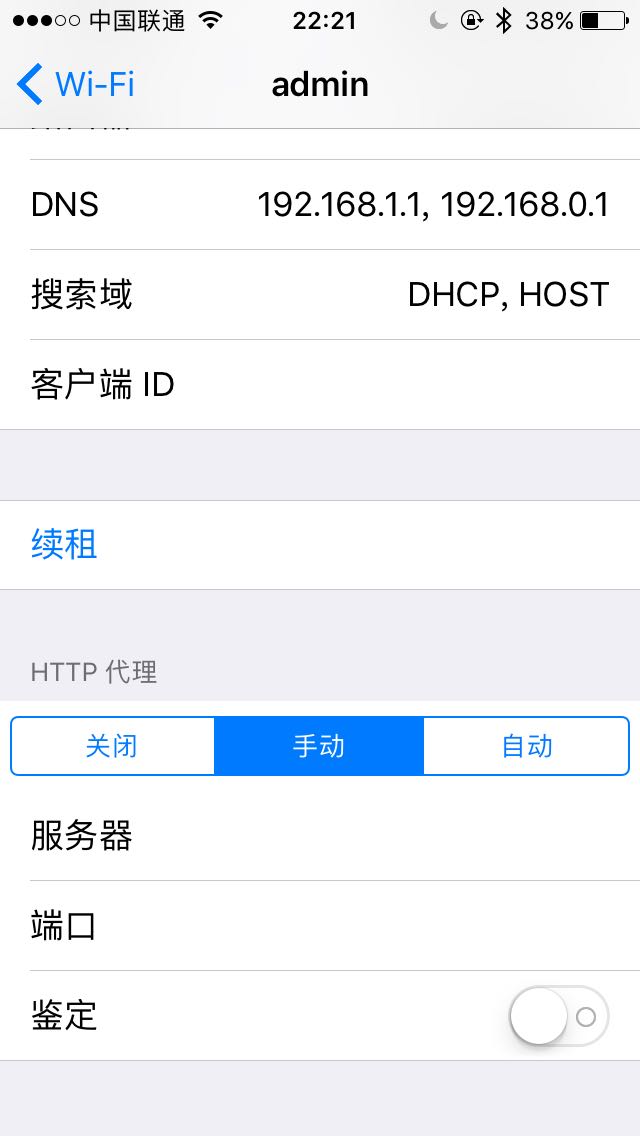 中国联通 22:21 38%
Wi-Fi admin
DNS 192.168.1.1, 192.168.0.1
搜索域 DHCP, HOST
客户端 ID
续租
HTTP 代理
关闭 手动 自动
服务器
端口
鉴定